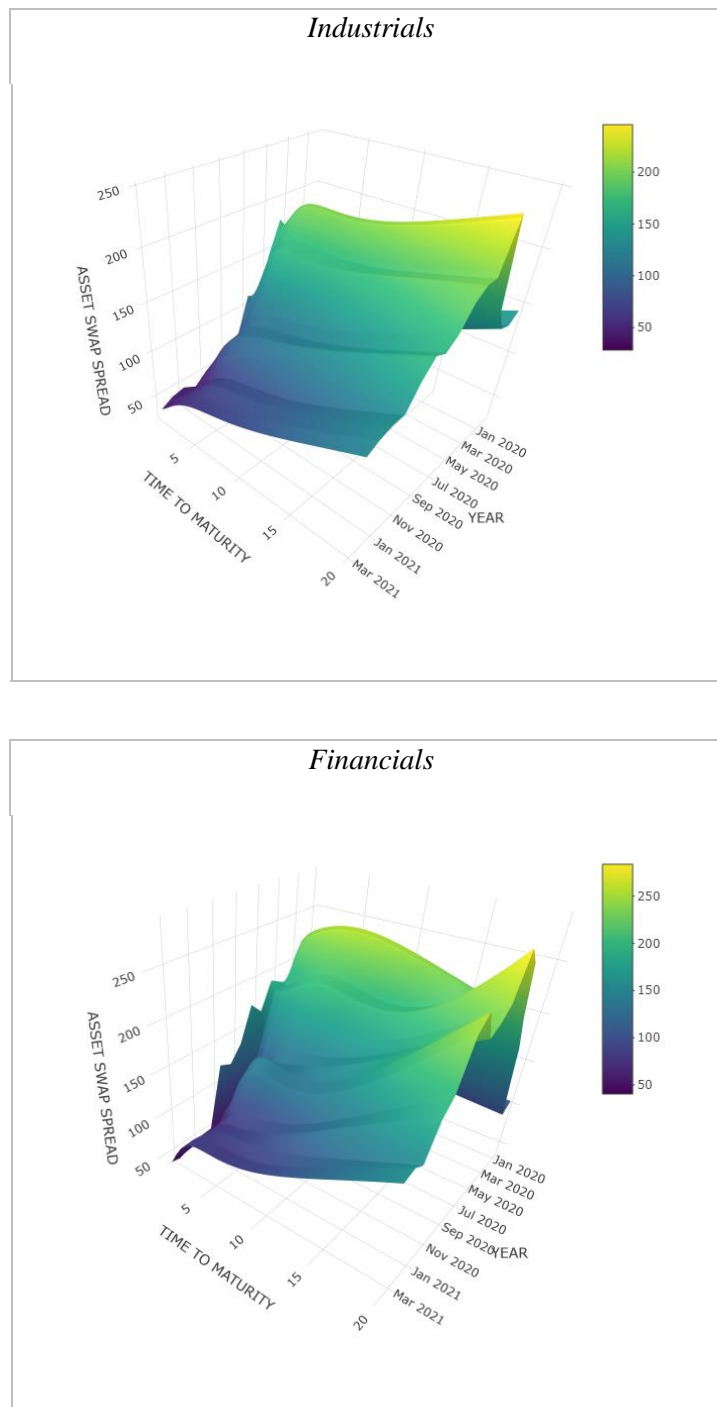 Industrials
250
200
150
100
50
ASSET SWAP SPREAD
5
10
15
20
TIME TO MATURITY
Jan 2020
Mar 2020
May 2020
Jul 2020
Sep 2020
Nov 2020
Jan 2021
Mar 2021
YEAR
200
150
100
50
Financials
250
200
150
100
50
ASSET SWAP SPREAD
5
10
15
20
TIME TO MATURITY
Jan 2020
Mar 2020
May 2020
Jul 2020
Sep 2020
Nov 2020
Jan 2021
Mar 2021
YEAR
250
200
150
100
50